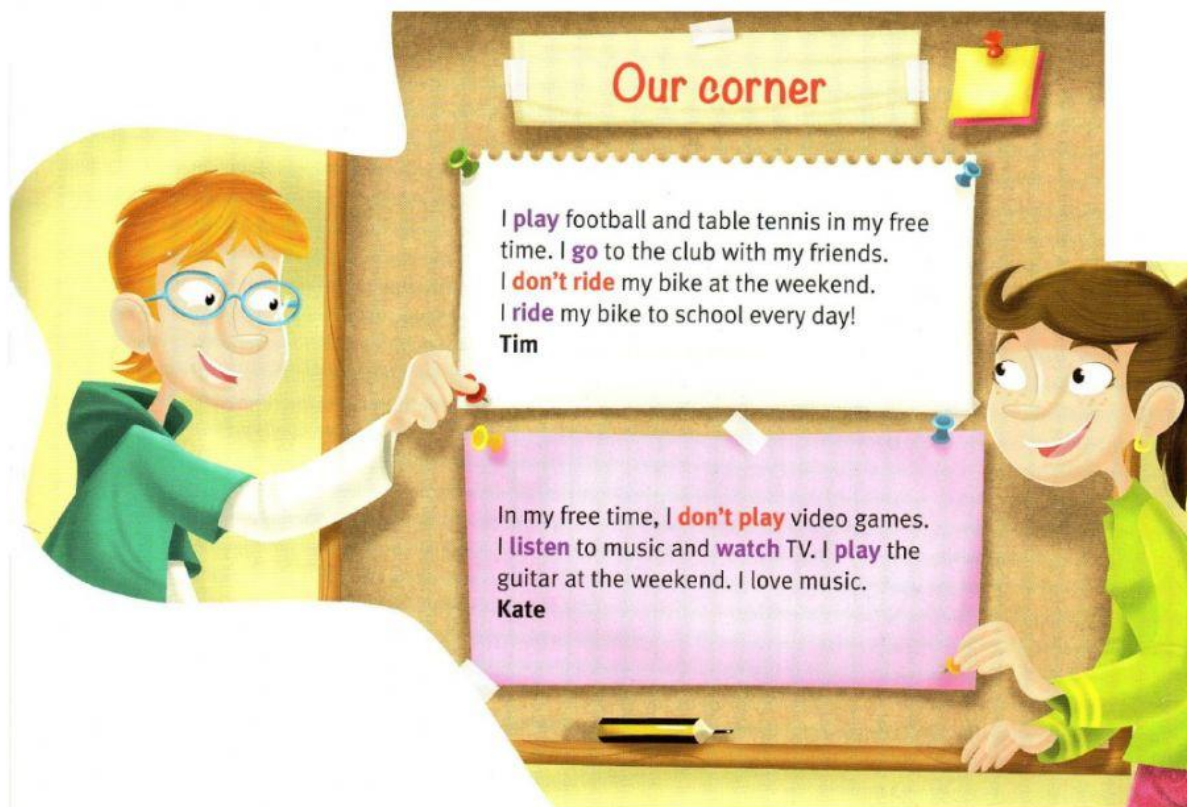 Our corner
I play football and table tennis in my free
time. I go to the club with my friends.
I don't ride my bike at the weekend.
I ride my bike to school every day!
Tim
In my free time, I don't play video games.
I listen to music and watch TV. I play the
guitar at the weekend. I love music.
Kate